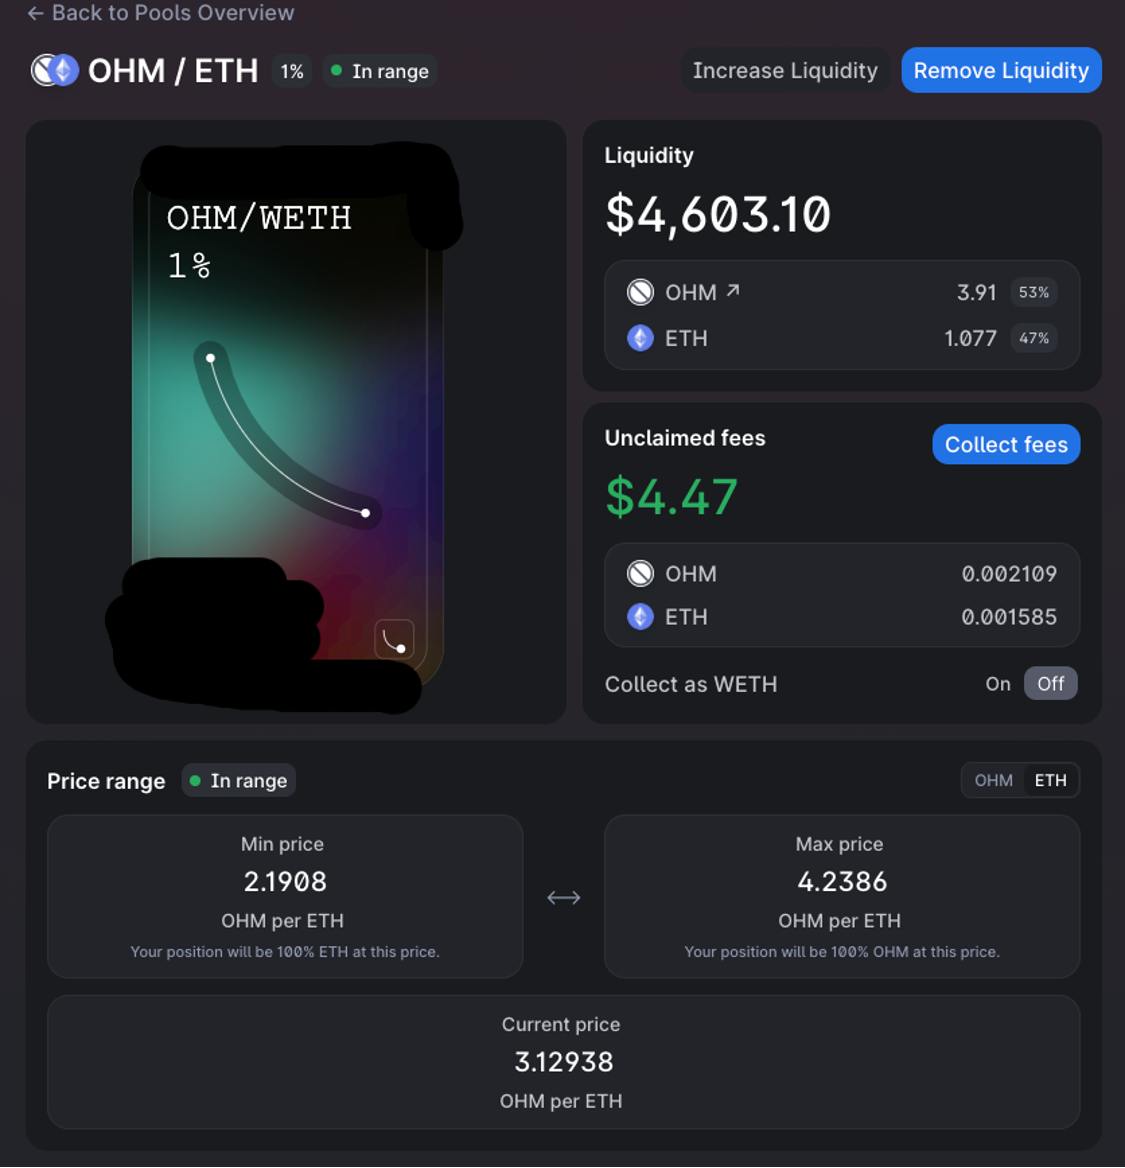 ← Back to Pools Overview
OHM / ETH 1% In range Increase Liquidity Remove Liquidity
OHM/WETH
1%
Liquidity
$4,603.10
OHM ↗ 3.91 53%
ETH 1.077 47%
Unclaimed fees Collect fees
$4.47
OHM 0.002109
ETH 0.001585
Collect as WETH On Off
Price range In range OHM ETH
Min price
2.1908
OHM per ETH
Your position will be 100% ETH at this price.
↔
Max price
4.2386
OHM per ETH
Your position will be 100% OHM at this price.
Current price
3.12938
OHM per ETH